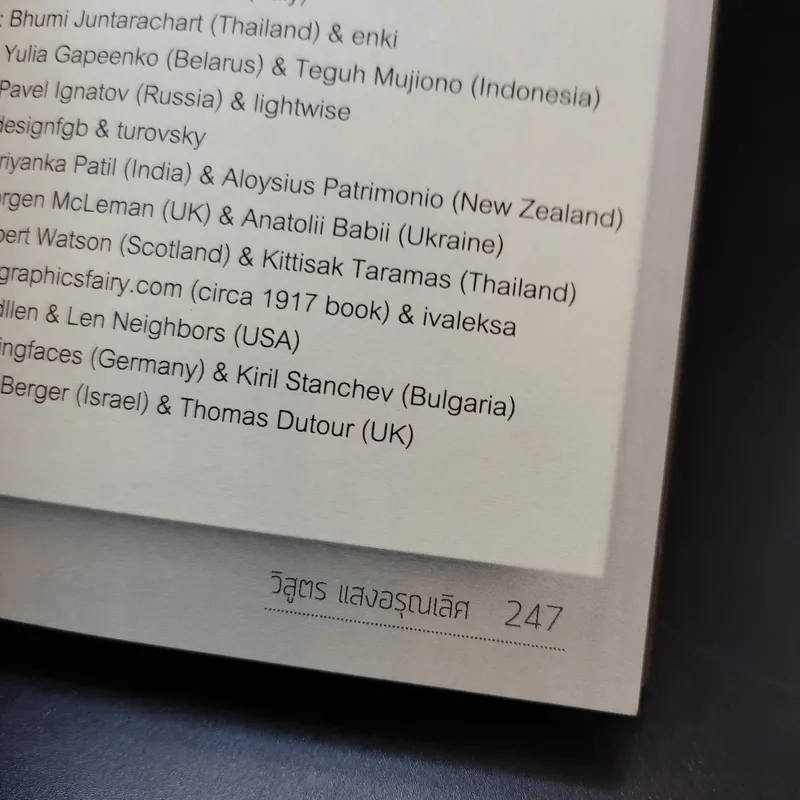 : Bhumi Juntarachart (Thailand) & enki
Yulia Gapeenko (Belarus) & Teguh Mujiono (Indonesia)
Pavel Ignatov (Russia) & lightwise
designfgb & turovsky
riyanka Patil (India) & Aloysius Patrimonio (New Zealand)
rgen McLeman (UK) & Anatolii Babii (Ukraine)
bert Watson (Scotland) & Kittisak Taramas (Thailand)
graphicsfairy.com (circa 1917 book) & ivaleksa
llen & Len Neighbors (USA)
ingfaces (Germany) & Kiril Stanchev (Bulgaria)
Berger (Israel) & Thomas Dutour (UK)
วิสูตร แสงอรุณเลิศ 247